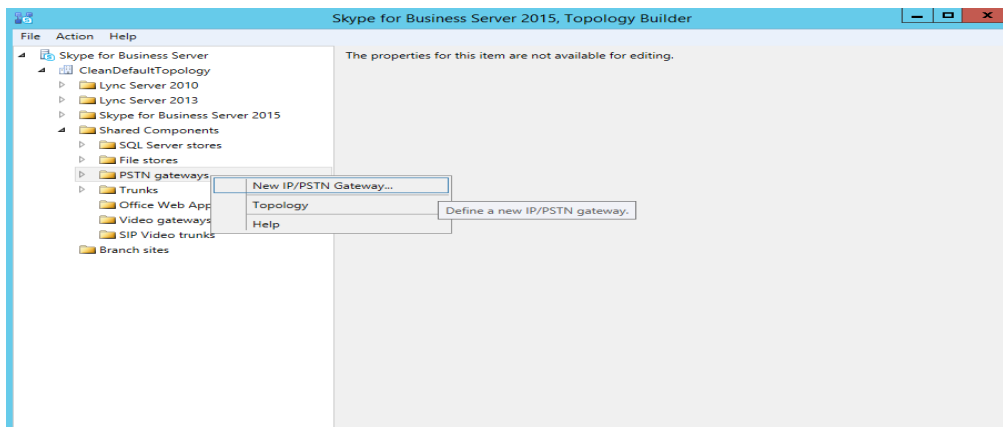 Skype for Business Server 2015, Topology Builder
File Action Help
Skype for Business Server
CleanDefaultTopology
Lync Server 2010
Lync Server 2013
Skype for Business Server 2015
Shared Components
SQL Server stores
File stores
PSTN gateways
Trunks
Office Web App
Video gateways
SIP Video trunks
Branch sites
The properties for this item are not available for editing.
New IP/PSTN Gateway...
Topology
Help
Define a new IP/PSTN gateway.